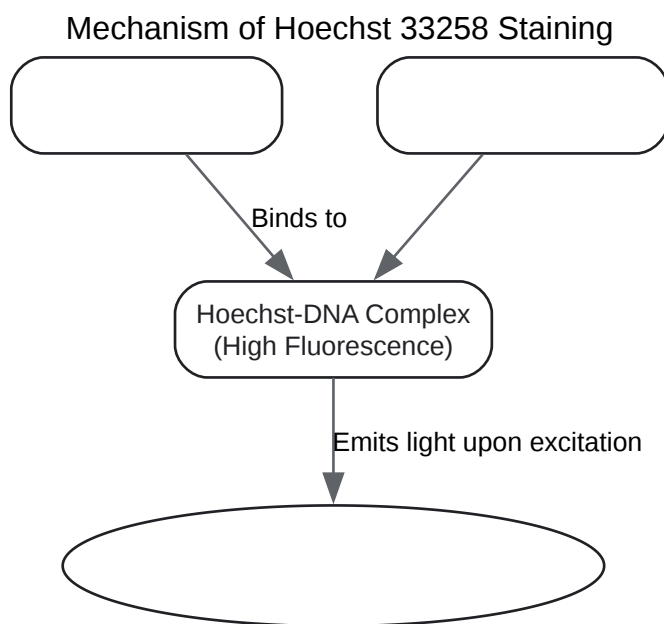 Mechanism of Hoechst 33258 Staining
Binds to
Hoechst-DNA Complex
(High Fluorescence)
Emits light upon excitation